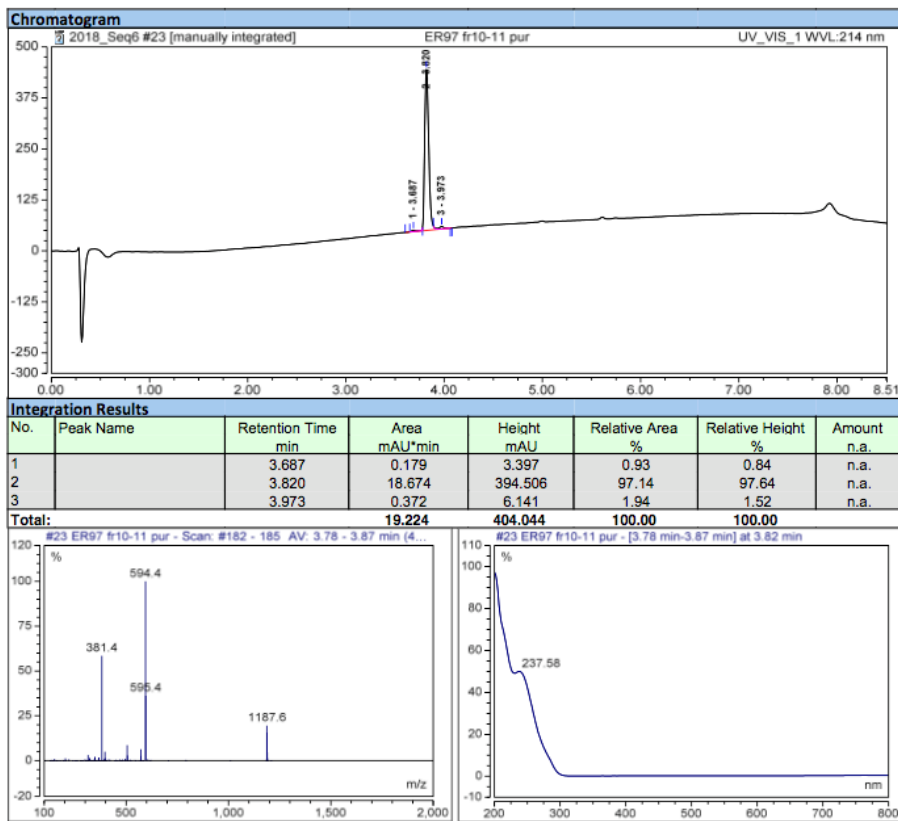 Chromatogram
2018_Seq6 #23 [manually integrated] ER97 fr10-11 pur UV_VIS_1 WVL:214 nm
500
375
250
125
0
-125
-250
-300
1 - 3.687
2 - 3.820
3 - 3.973
0.00 1.00 2.00 3.00 4.00 5.00 6.00 7.00 8.00 8.51
Integration Results
No. Peak Name Retention Time Area Height Relative Area Relative Height Amount
min mAU*min mAU % % n.a.
1 3.687 0.179 3.397 0.93 0.84 n.a.
2 3.820 18.674 394.506 97.14 97.64 n.a.
3 3.973 0.372 6.141 1.94 1.52 n.a.
Total: 19.224 404.044 100.00 100.00
#23 ER97 fr10-11 pur - Scan: #182 - 185 AV: 3.78 - 3.87 min (4...
120
%
100
75
50
25
0
-20
594.4
381.4
595.4
1187.6
m/z
100 500 1,000 1,500 2,000
#23 ER97 fr10-11 pur - [3.78 min-3.87 min] at 3.82 min
110
%
100
80
60
40
20
0
-10
237.58
nm
200 300 400 500 600 700 800